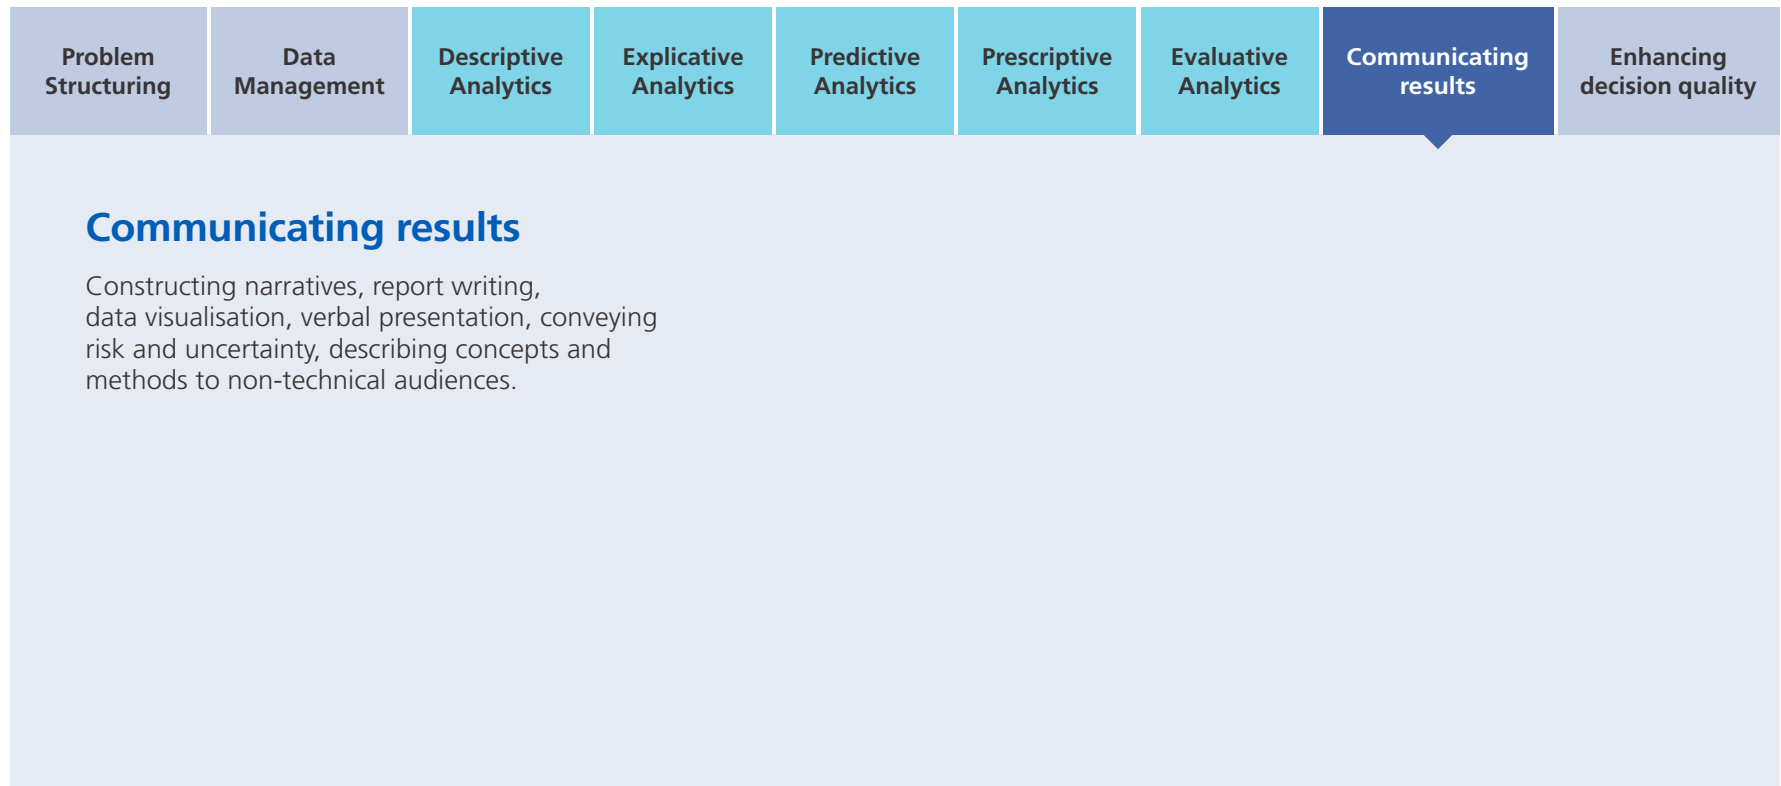 Problem
Structuring
Data
Management
Descriptive
Analytics
Explicative
Analytics
Predictive
Analytics
Prescriptive
Analytics
Evaluative
Analytics
Communicating
results
Enhancing
decision quality
Communicating results
Constructing narratives, report writing,
data visualisation, verbal presentation, conveying
risk and uncertainty, describing concepts and
methods to non-technical audiences.